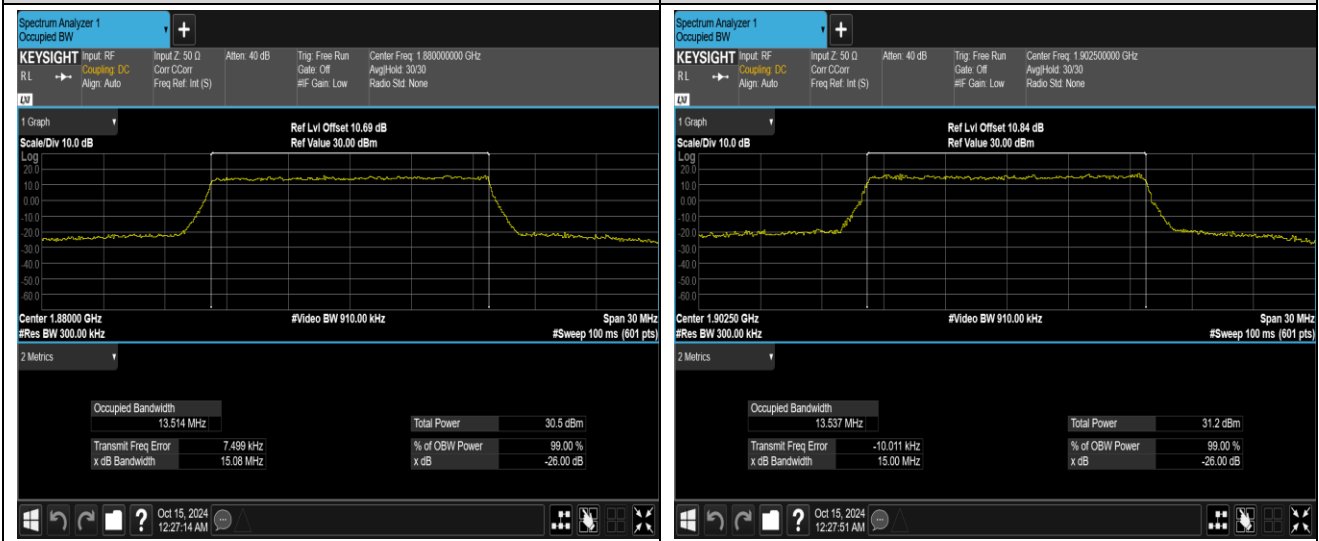 Spectrum Analyzer 1
Occupied BW
+
KEYSIGHT Input: RF Input Z: 50 Ω Atten: 40 dB Trig: Free Run Center Freq: 1.880000000 GHz
RL Coupling: DC Corr CCorr Gate: Off Avg|Hold: 30/30
Align: Auto Freq Ref: Int (S) #IF Gain: Low Radio Std: None
LXI
1 Graph
Ref Lvl Offset 10.69 dB
Scale/Div 10.0 dB Ref Value 30.00 dBm
Log
20.0
10.0
0.00
-10.0
-20.0
-30.0
-40.0
-50.0
-60.0
Center 1.88000 GHz #Video BW 910.00 kHz Span 30 MHz
#Res BW 300.00 kHz #Sweep 100 ms (601 pts)
2 Metrics
Occupied Bandwidth
13.514 MHz Total Power 30.5 dBm
Transmit Freq Error 7.499 kHz % of OBW Power 99.00 %
x dB Bandwidth 15.08 MHz x dB -26.00 dB
? Oct 15, 2024
12:27:14 AM
Spectrum Analyzer 1
Occupied BW
+
KEYSIGHT Input: RF Input Z: 50 Ω Atten: 40 dB Trig: Free Run Center Freq: 1.902500000 GHz
RL Coupling: DC Corr CCorr Gate: Off Avg|Hold: 30/30
Align: Auto Freq Ref: Int (S) #IF Gain: Low Radio Std: None
LXI
1 Graph
Ref Lvl Offset 10.84 dB
Scale/Div 10.0 dB Ref Value 30.00 dBm
Log
20.0
10.0
0.00
-10.0
-20.0
-30.0
-40.0
-50.0
-60.0
Center 1.90250 GHz #Video BW 910.00 kHz Span 30 MHz
#Res BW 300.00 kHz #Sweep 100 ms (601 pts)
2 Metrics
Occupied Bandwidth
13.537 MHz Total Power 31.2 dBm
Transmit Freq Error -10.011 kHz % of OBW Power 99.00 %
x dB Bandwidth 15.00 MHz x dB -26.00 dB
? Oct 15, 2024
12:27:51 AM